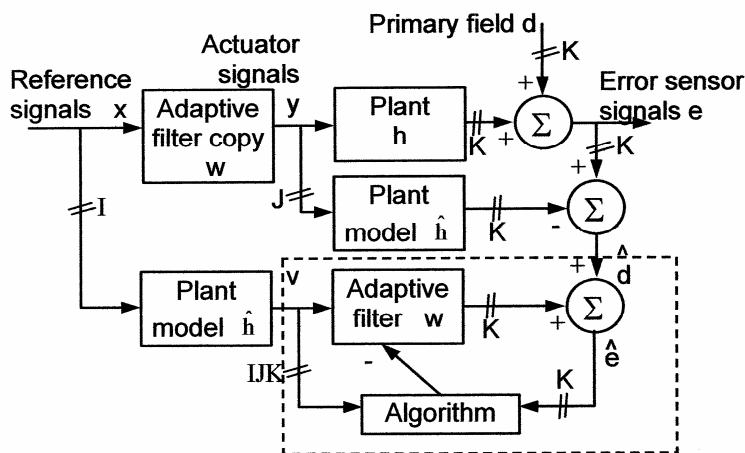 Primary field d
K
Actuator
signals
Reference
signals
x
Adaptive
filter copy
w
y
Plant
h
K
+
+
Σ
Error sensor
signals e
K
+
I
J
Plant
model ĥ
K
-
Σ
+
d̂
Plant
model ĥ
v
Adaptive
filter w
K
+
Σ
ê
IJK
-
Algorithm
K